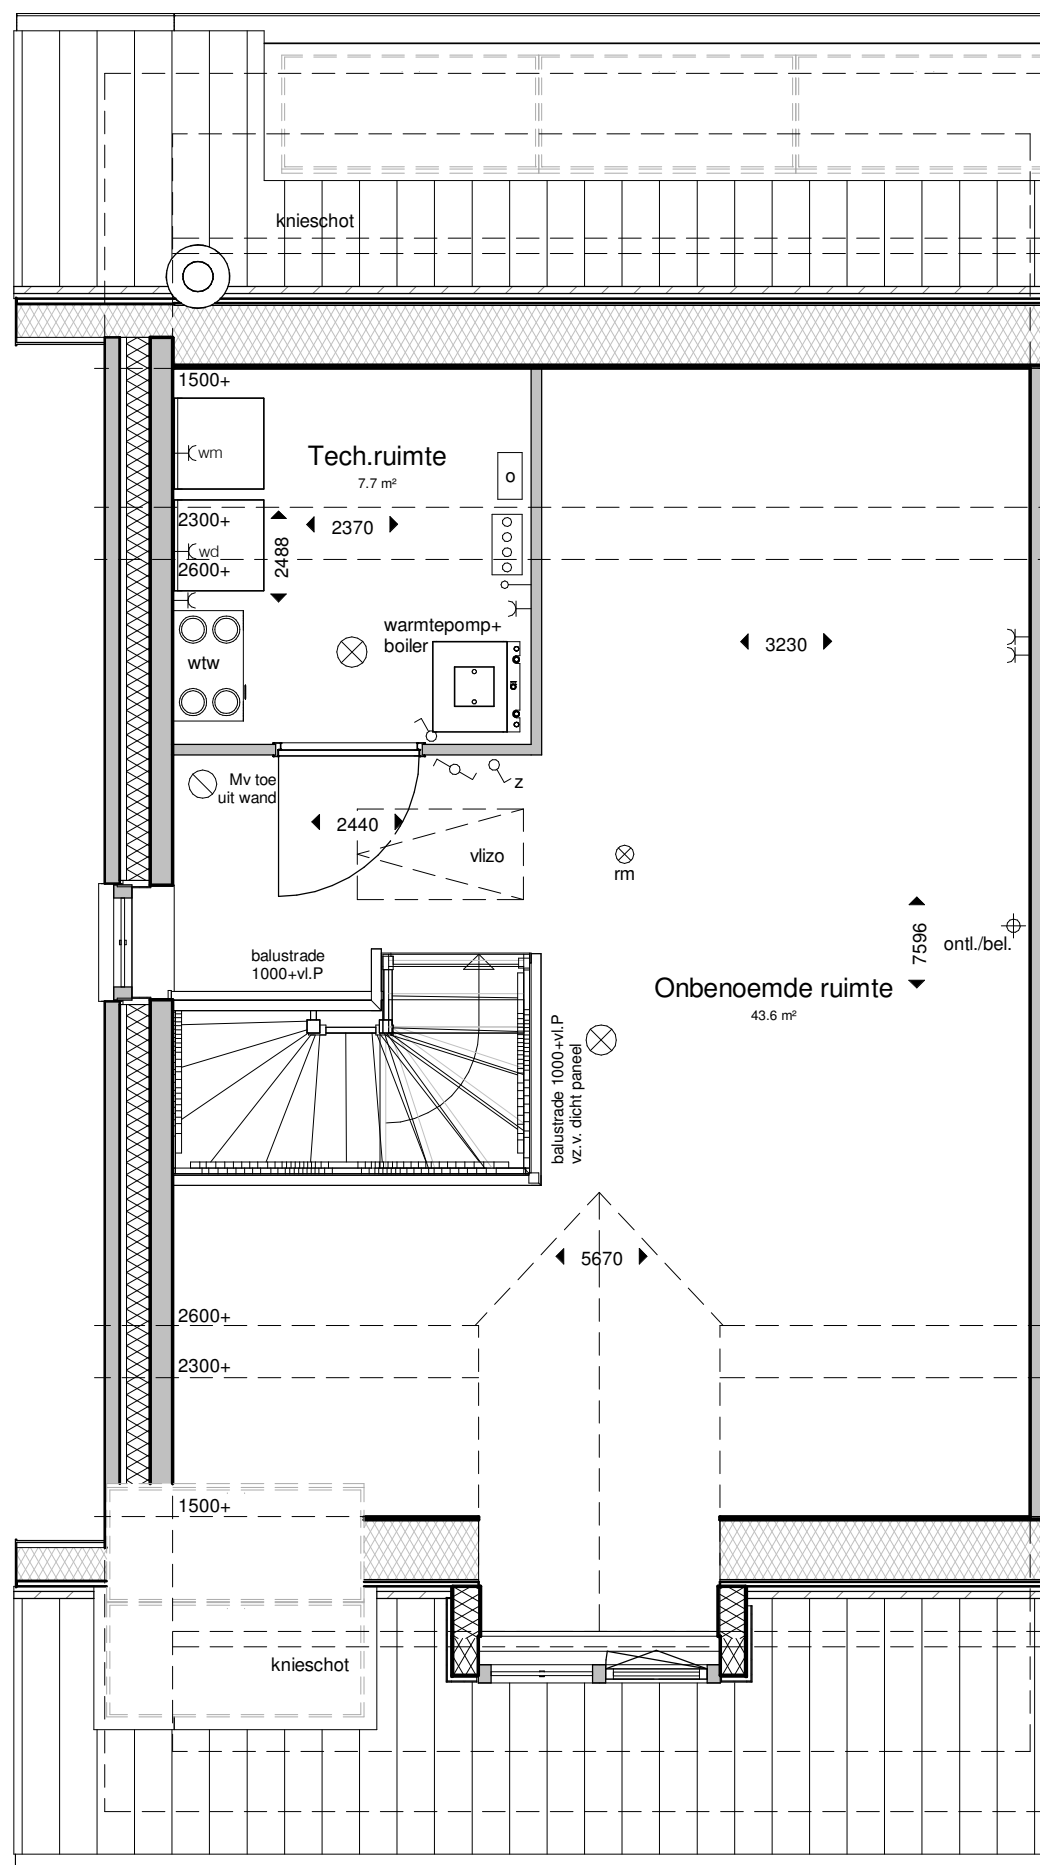 knieschot
1500+
wm
Tech.ruimte
7.7 m²
o
2300+
2370
2488
wd
2600+
warmtepomp+
boiler
3230
wtw
Mv toe
uit wand
z
2440
vlizo
rm
7596
ontl./bel.
balustrade
1000+vl.P
Onbenoemde ruimte
43.6 m²
balustrade 1000+vl.P
vz.v. dicht paneel
5670
2600+
2300+
1500+
knieschot